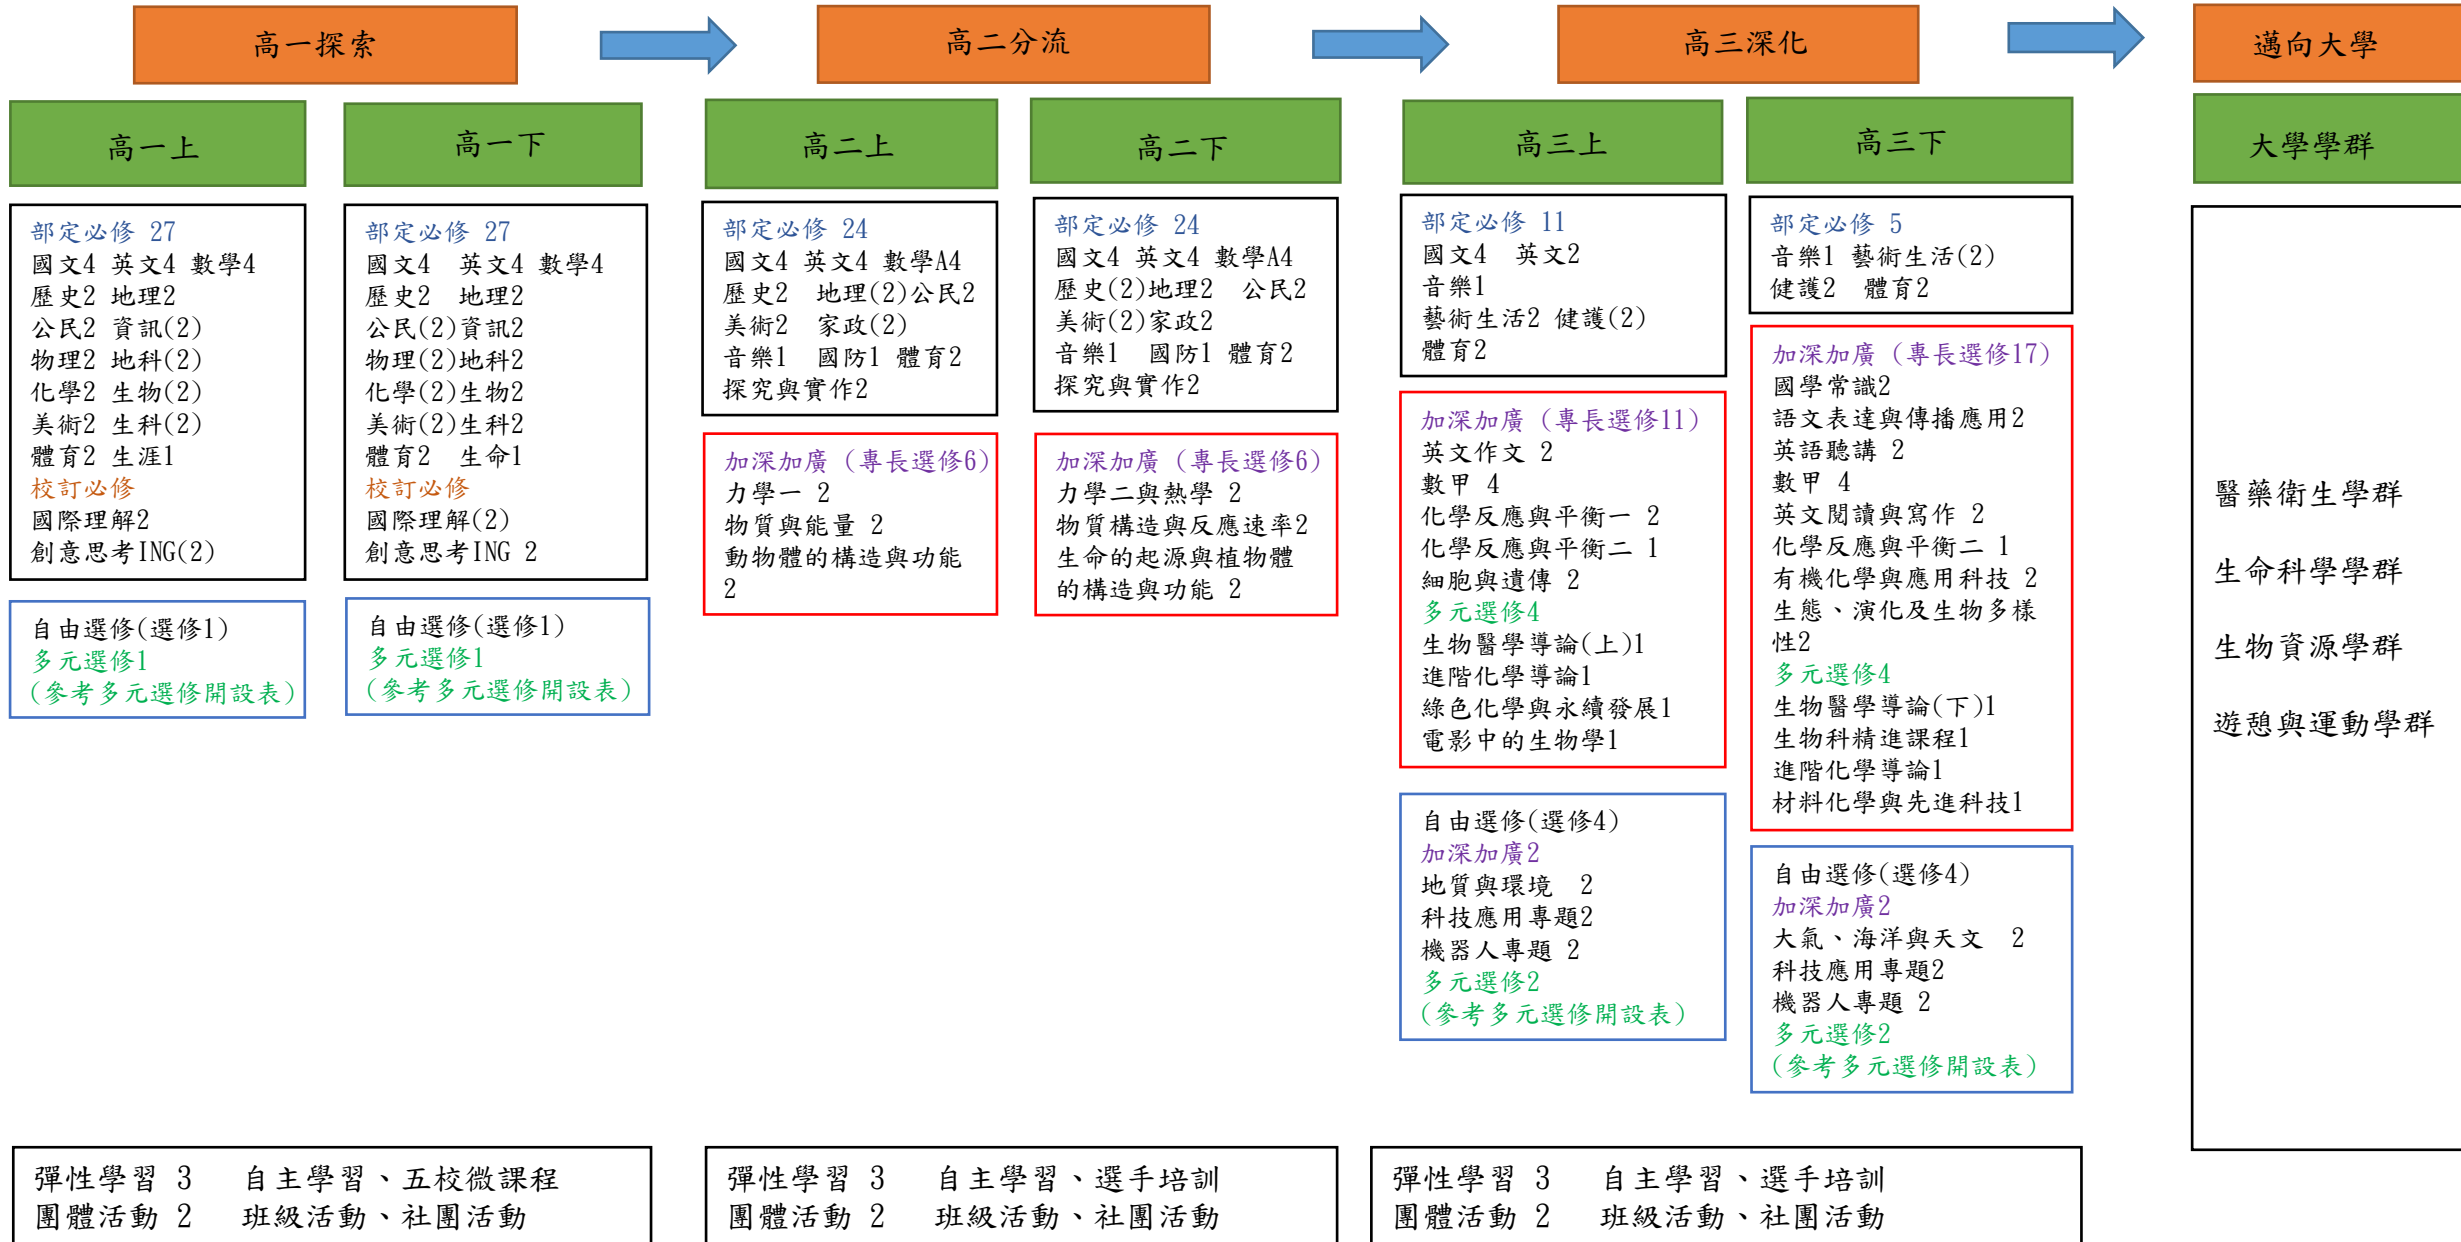 高一探索
高二分流
高三深化
邁向大學
高一上
高一下
高二上
高二下
高三上
高三下
大學學群
部定必修 27
國文4 英文4 數學4
歷史2 地理2
公民2 資訊(2)
物理2 地科(2)
化學2 生物(2)
美術2 生科(2)
體育2 生涯1
校訂必修
國際理解2
創意思考ING(2)
自由選修(選修1)
多元選修1
(參考多元選修開設表)
部定必修 27
國文4 英文4 數學4
歷史2 地理2
公民(2)資訊2
物理(2)地科2
化學(2)生物2
美術(2)生科2
體育2 生命1
校訂必修
國際理解(2)
創意思考ING 2
自由選修(選修1)
多元選修1
(參考多元選修開設表)
部定必修 24
國文4 英文4 數學A4
歷史2 地理(2)公民2
美術2 家政(2)
音樂1 國防1 體育2
探究與實作2
加深加廣 (專長選修6)
力學一 2
物質與能量 2
動物體的構造與功能
2
部定必修 24
國文4 英文4 數學A4
歷史(2)地理2 公民2
美術(2)家政2
音樂1 國防1 體育2
探究與實作2
加深加廣 (專長選修6)
力學二與熱學 2
物質構造與反應速率2
生命的起源與植物體
的構造與功能 2
部定必修 11
國文4 英文2
音樂1
藝術生活2 健護(2)
體育2
加深加廣 (專長選修11)
英文作文 2
數甲 4
化學反應與平衡一 2
化學反應與平衡二 1
細胞與遺傳 2
多元選修4
生物醫學導論(上)1
進階化學導論1
綠色化學與永續發展1
電影中的生物學1
自由選修(選修4)
加深加廣2
地質與環境 2
科技應用專題2
機器人專題 2
多元選修2
(參考多元選修開設表)
部定必修 5
音樂1 藝術生活(2)
健護2 體育2
加深加廣 (專長選修17)
國學常識2
語文表達與傳播應用2
英語聽講 2
數甲 4
英文閱讀與寫作 2
化學反應與平衡二 1
有機化學與應用科技 2
生態、演化及生物多樣
性2
多元選修4
生物醫學導論(下)1
生物科精進課程1
進階化學導論1
材料化學與先進科技1
自由選修(選修4)
加深加廣2
大氣、海洋與天文 2
科技應用專題2
機器人專題 2
多元選修2
(參考多元選修開設表)
醫藥衛生學群
生命科學學群
生物資源學群
遊憩與運動學群
彈性學習 3 自主學習、五校微課程
團體活動 2 班級活動、社團活動
彈性學習 3 自主學習、選手培訓
團體活動 2 班級活動、社團活動
彈性學習 3 自主學習、選手培訓
團體活動 2 班級活動、社團活動